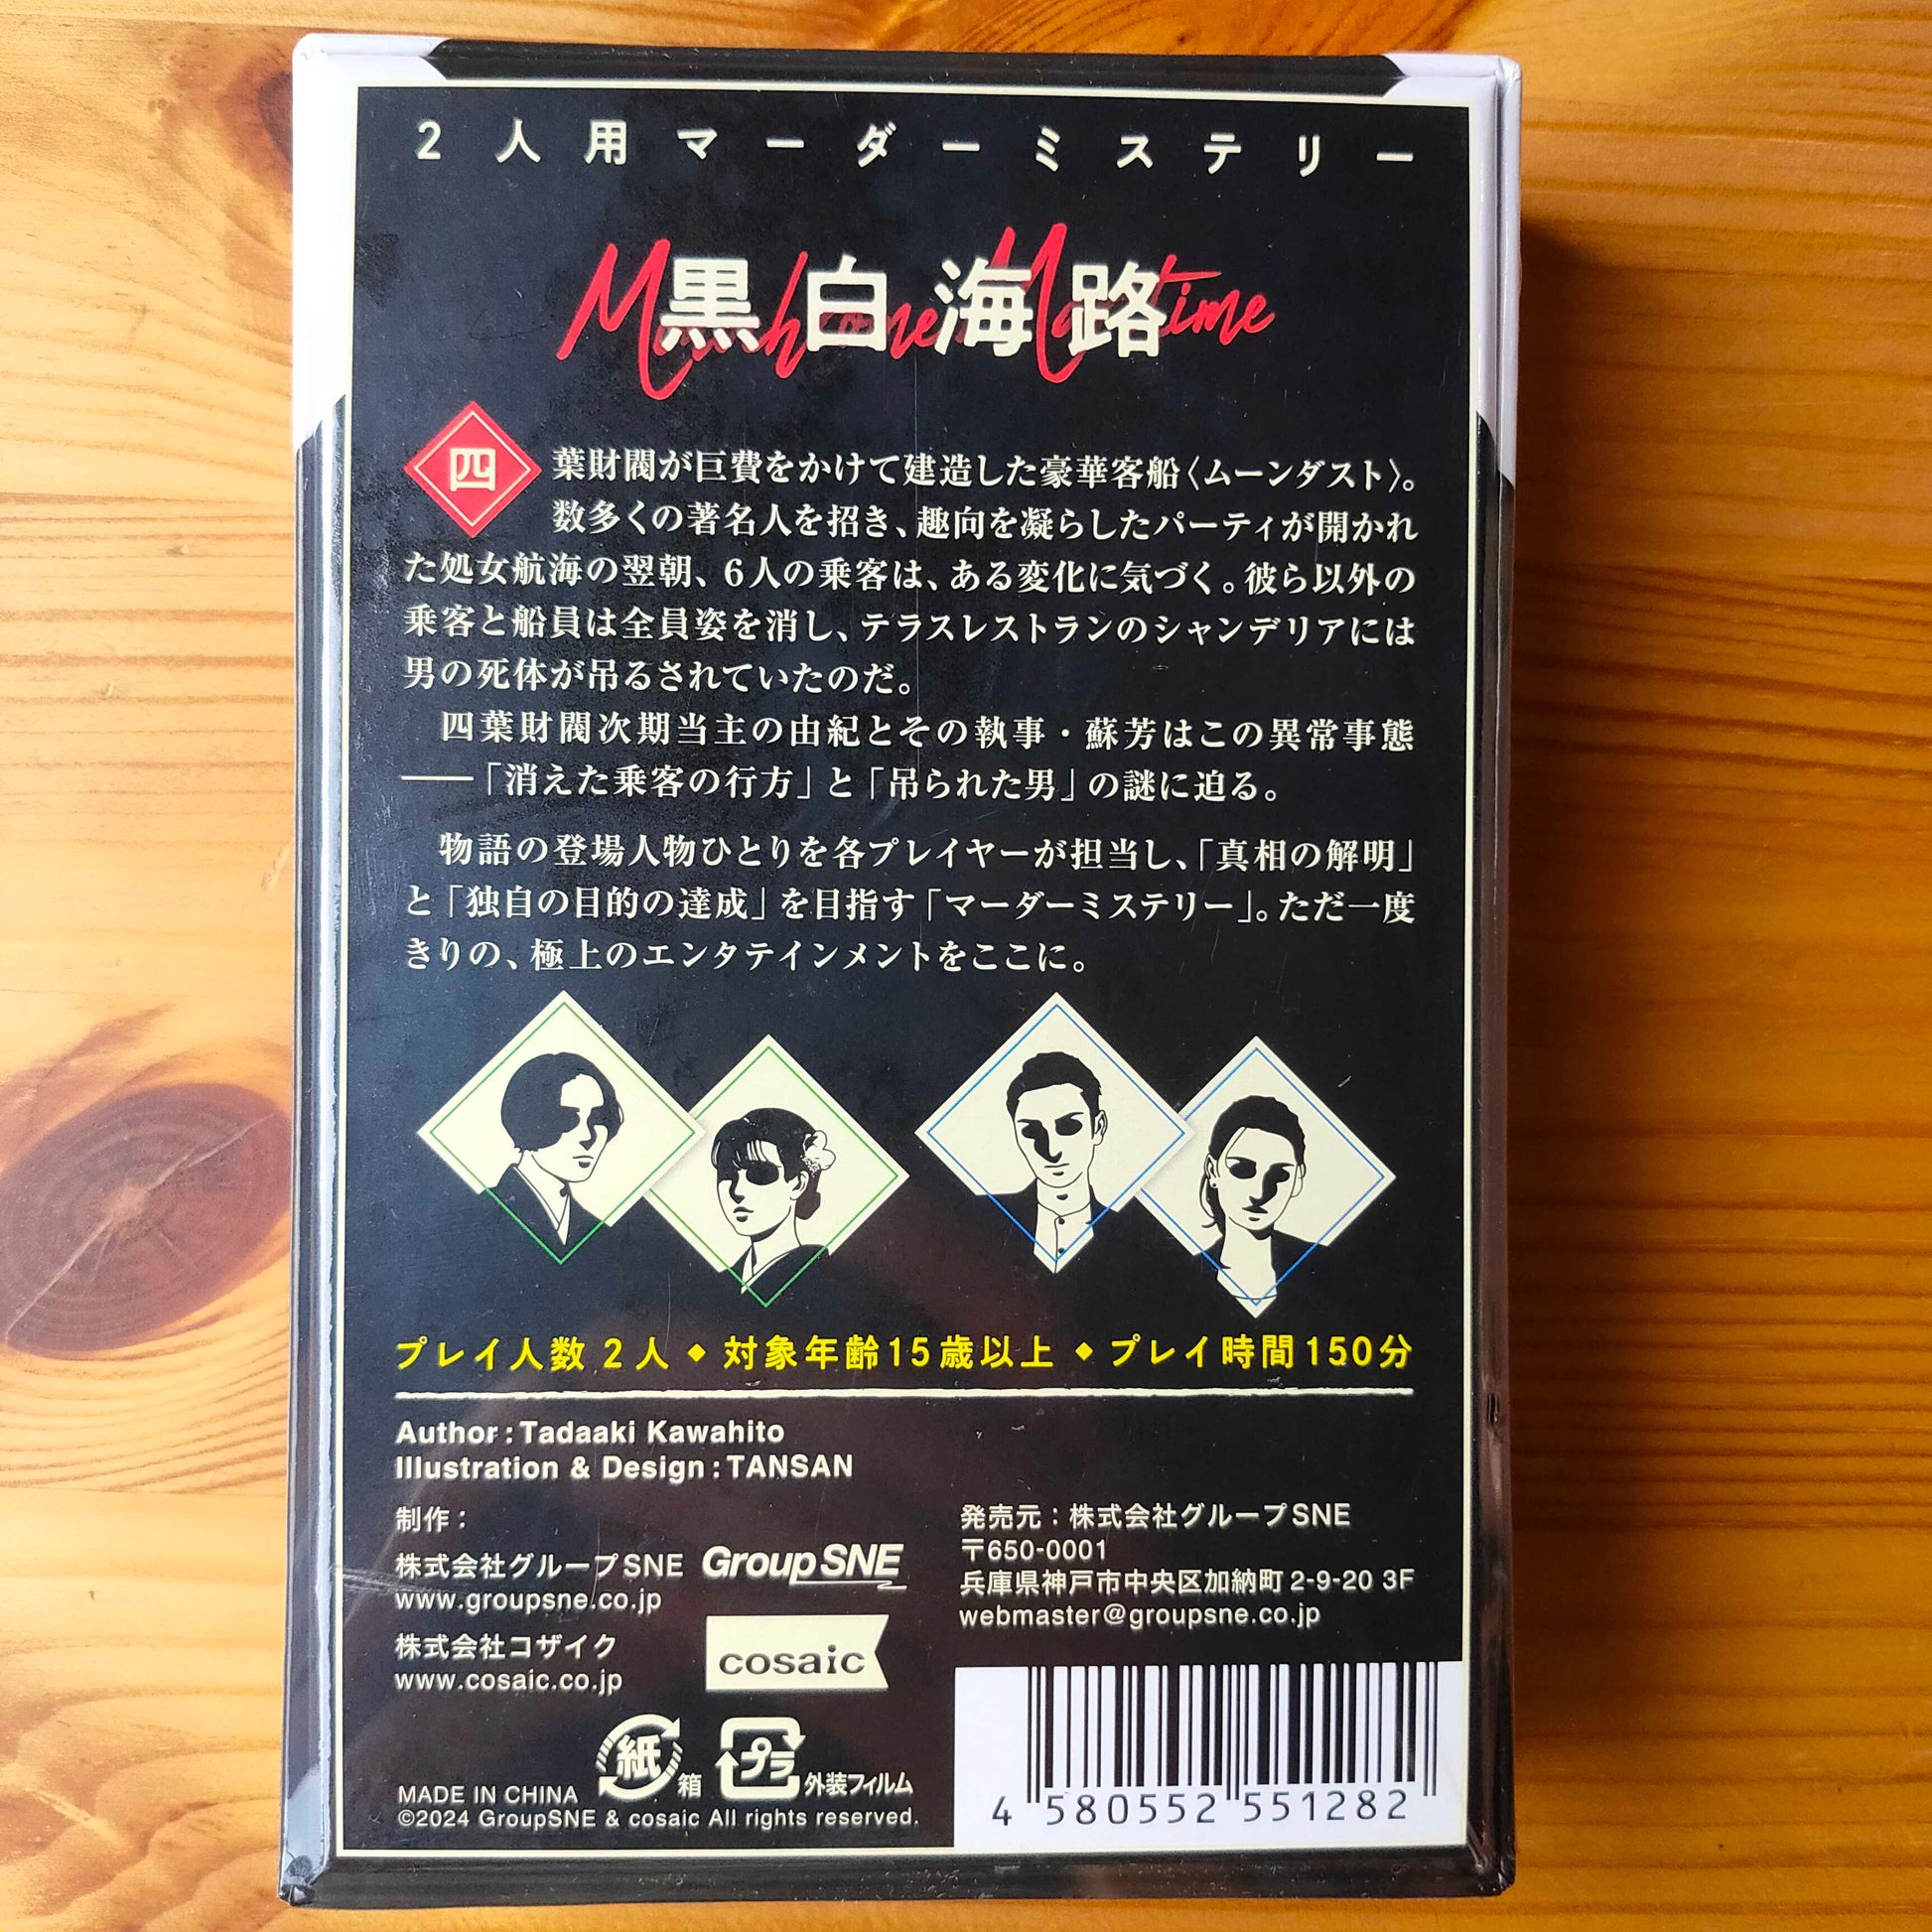 2人用マーダーミステリー
黒白海路
四葉財閥が巨費をかけて建造した豪華客船〈ムーンダスト〉。
数多くの著名人を招き、趣向を凝らしたパーティが開かれ
た処女航海の翌朝、6人の乗客は、ある変化に気づく。彼ら以外の
乗客と船員は全員姿を消し、テラスレストランのシャンデリアには
男の死体が吊るされていたのだ。
四葉財閥次期当主の由紀とその執事・蘇芳はこの異常事態
――「消えた乗客の行方」と「吊られた男」の謎に迫る。
物語の登場人物ひとりを各プレイヤーが担当し、「真相の解明」
と「独自の目的の達成」を目指す「マーダーミステリー」。ただ一度
きりの、極上のエンタテインメントをここに。
プレイ人数2人◆対象年齢15歳以上◆プレイ時間150分
Author:Tadaaki Kawahito
Illustration & Design:TANSAN
制作：
株式会社グループSNE GroupSNE
www.groupsne.co.jp
株式会社コザイク
www.cosaic.co.jp
cosaic
発売元：株式会社グループSNE
〒650-0001
兵庫県神戸市中央区加納町2-9-20 3F
webmaster@groupsne.co.jp
紙 箱 プラ 外装フィルム
MADE IN CHINA
©2024 GroupSNE & cosaic All rights reserved.
4 580552 551282